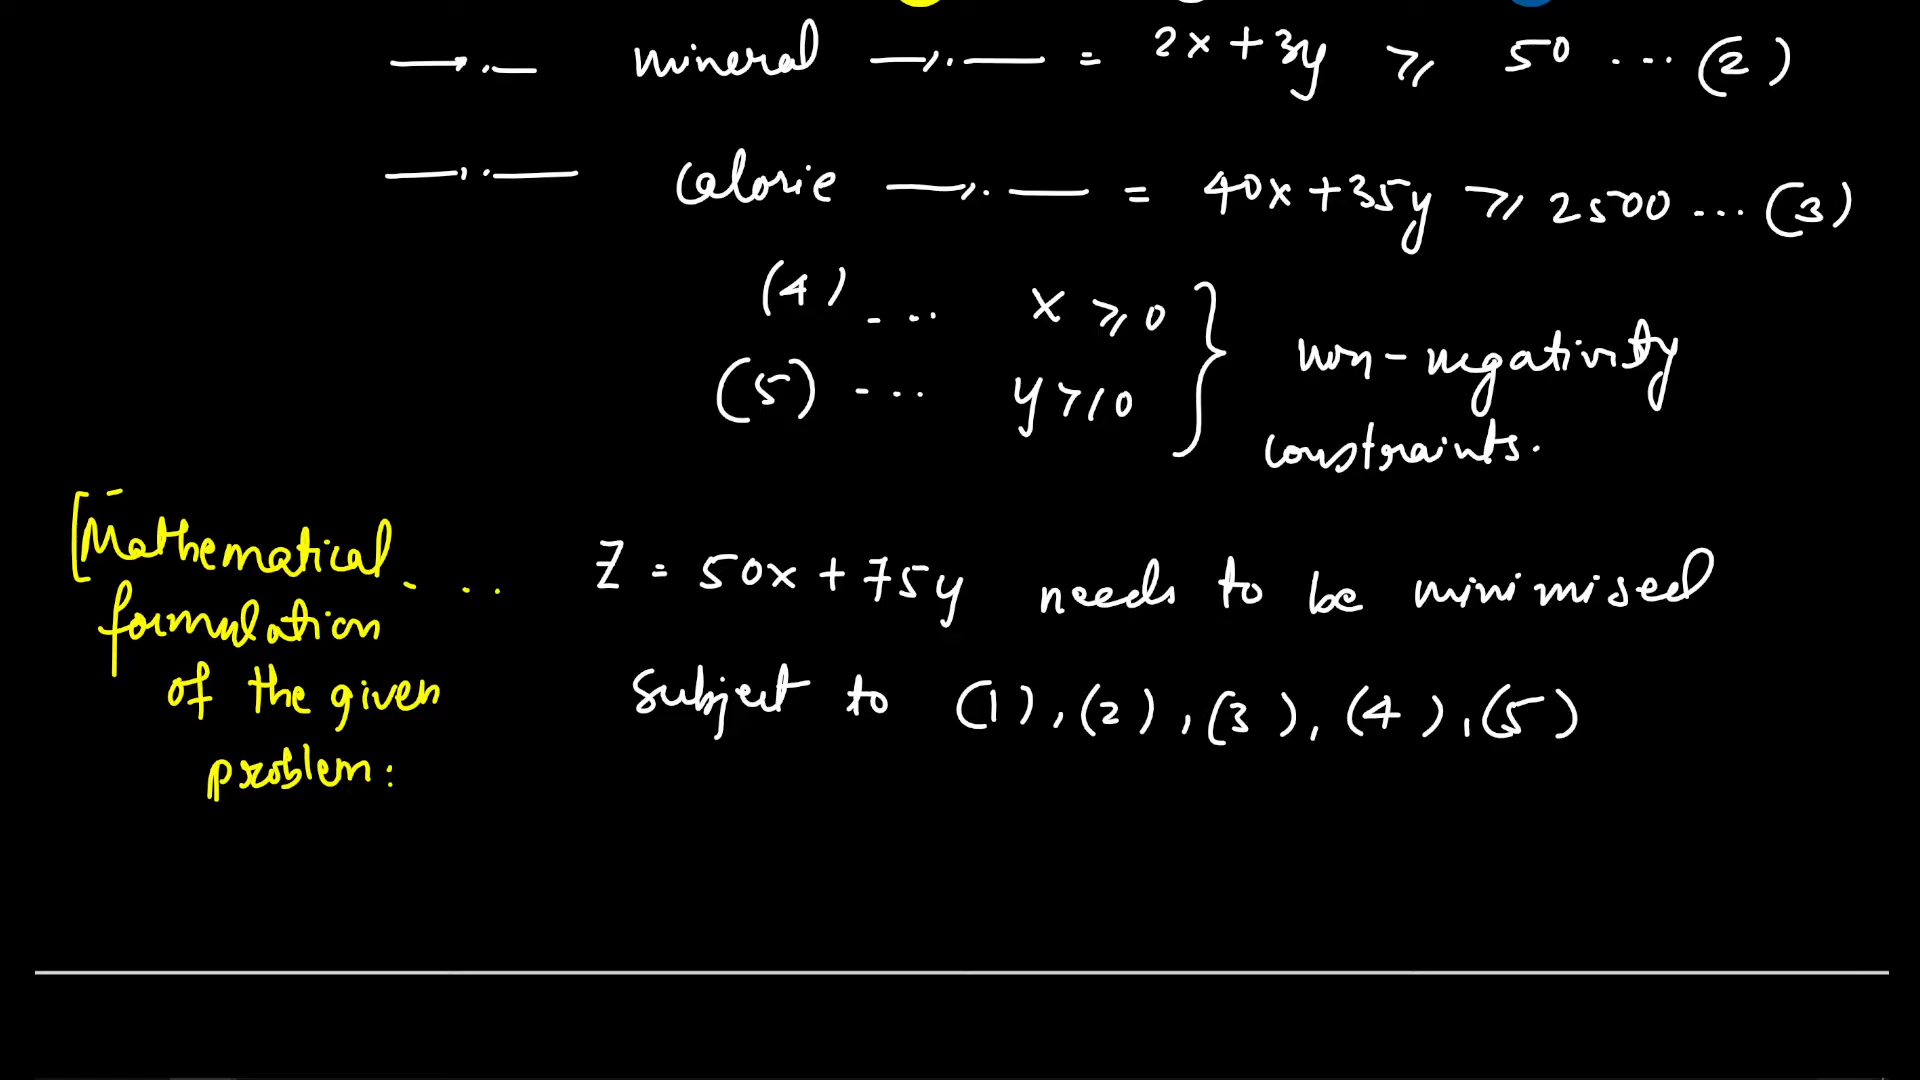 —,,— mineral —,,— = 2x + 3y ⩾ 50 ... (2)
—,,— calorie —,,— = 40x + 35y ⩾ 2500 ... (3)
(4) ... x ⩾ 0
(5) ... y ⩾ 0
non-negativity
constraints.
[Mathematical ...
formulation
of the given
problem:
Z = 50x + 75y needs to be minimised
subject to (1), (2), (3), (4), (5)